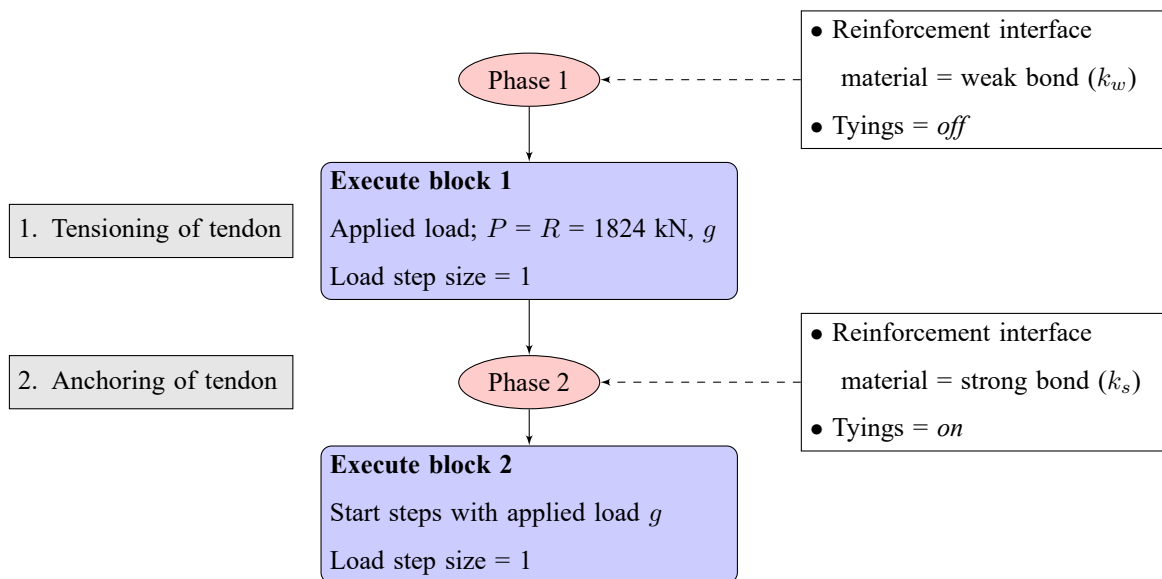 Phase 1
• Reinforcement interface
material = weak bond (k_w)
• Tyings = off
1. Tensioning of tendon
Execute block 1
Applied load; P = R = 1824 kN, g
Load step size = 1
2. Anchoring of tendon
Phase 2
• Reinforcement interface
material = strong bond (k_s)
• Tyings = on
Execute block 2
Start steps with applied load g
Load step size = 1